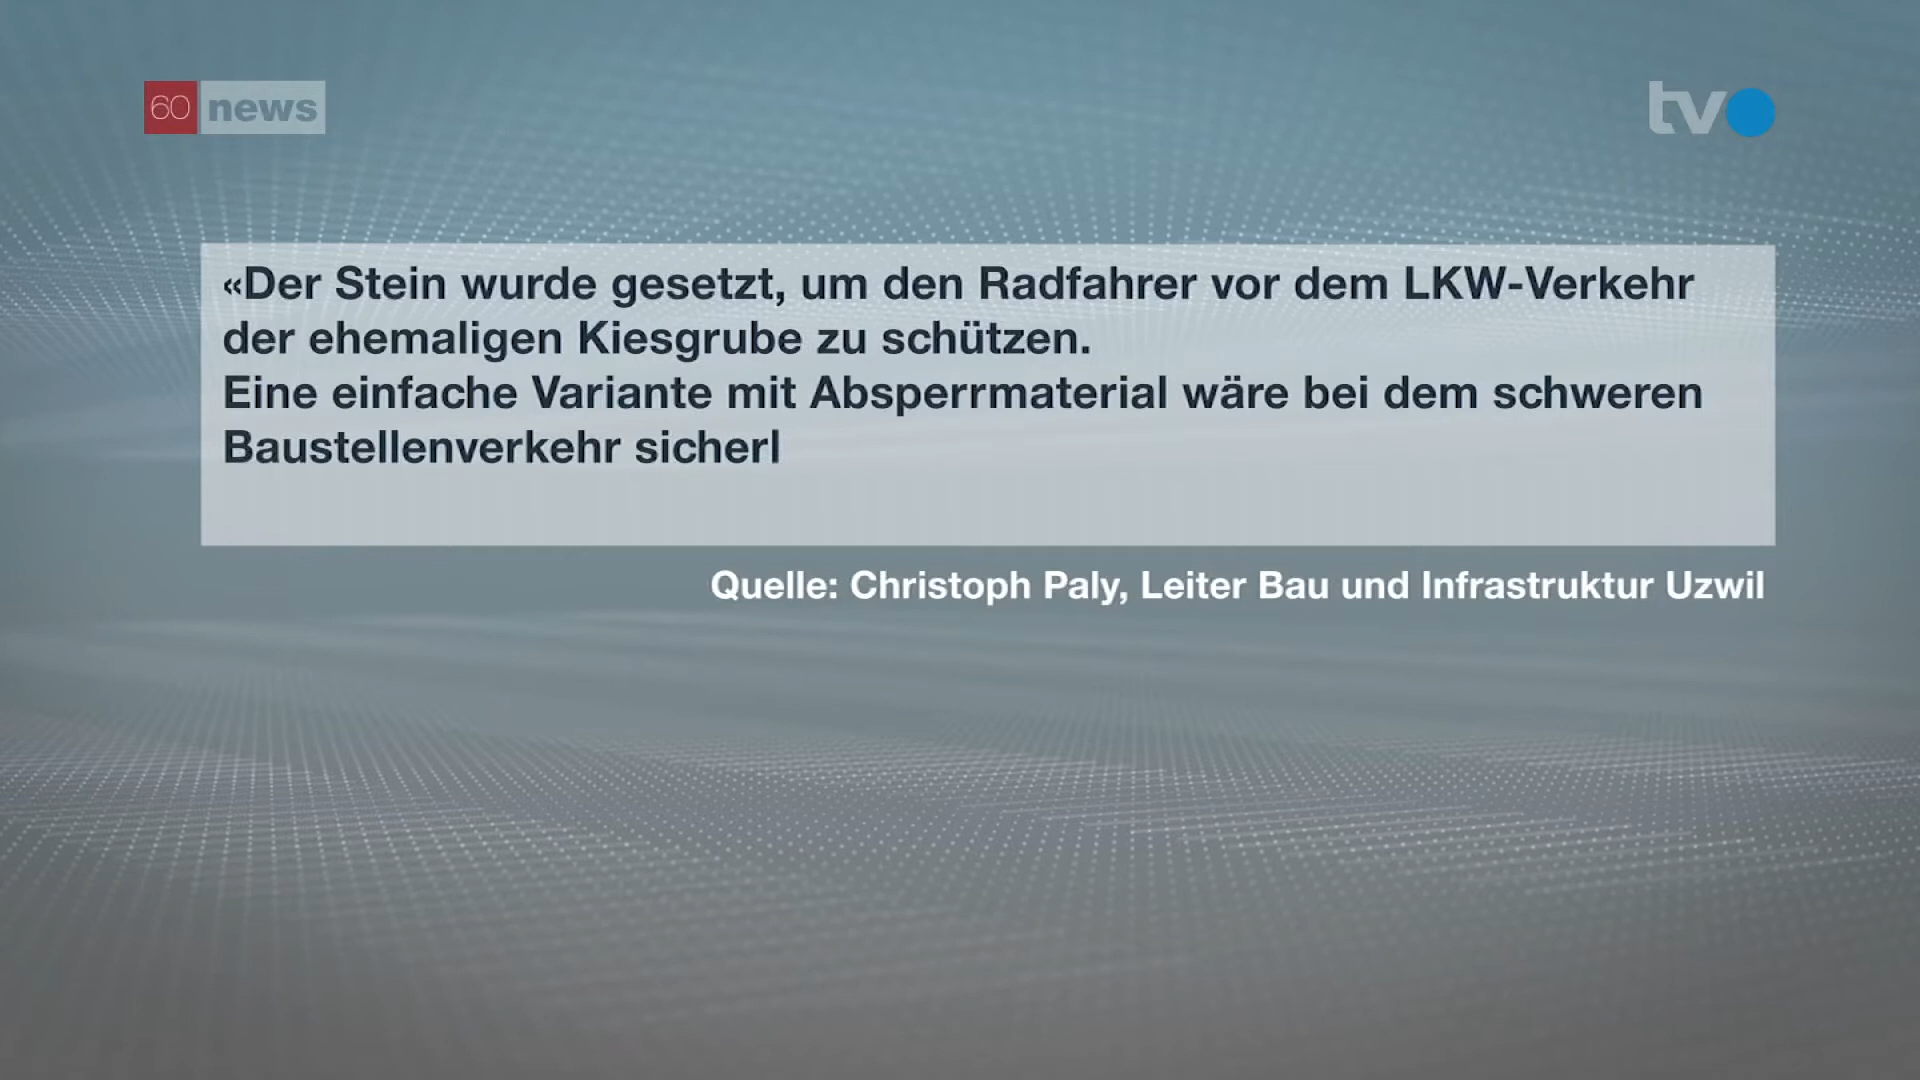 60 news
tvo
«Der Stein wurde gesetzt, um den Radfahrer vor dem LKW-Verkehr
der ehemaligen Kiesgrube zu schützen.
Eine einfache Variante mit Absperrmaterial wäre bei dem schweren
Baustellenverkehr sicherl
Quelle: Christoph Paly, Leiter Bau und Infrastruktur Uzwil